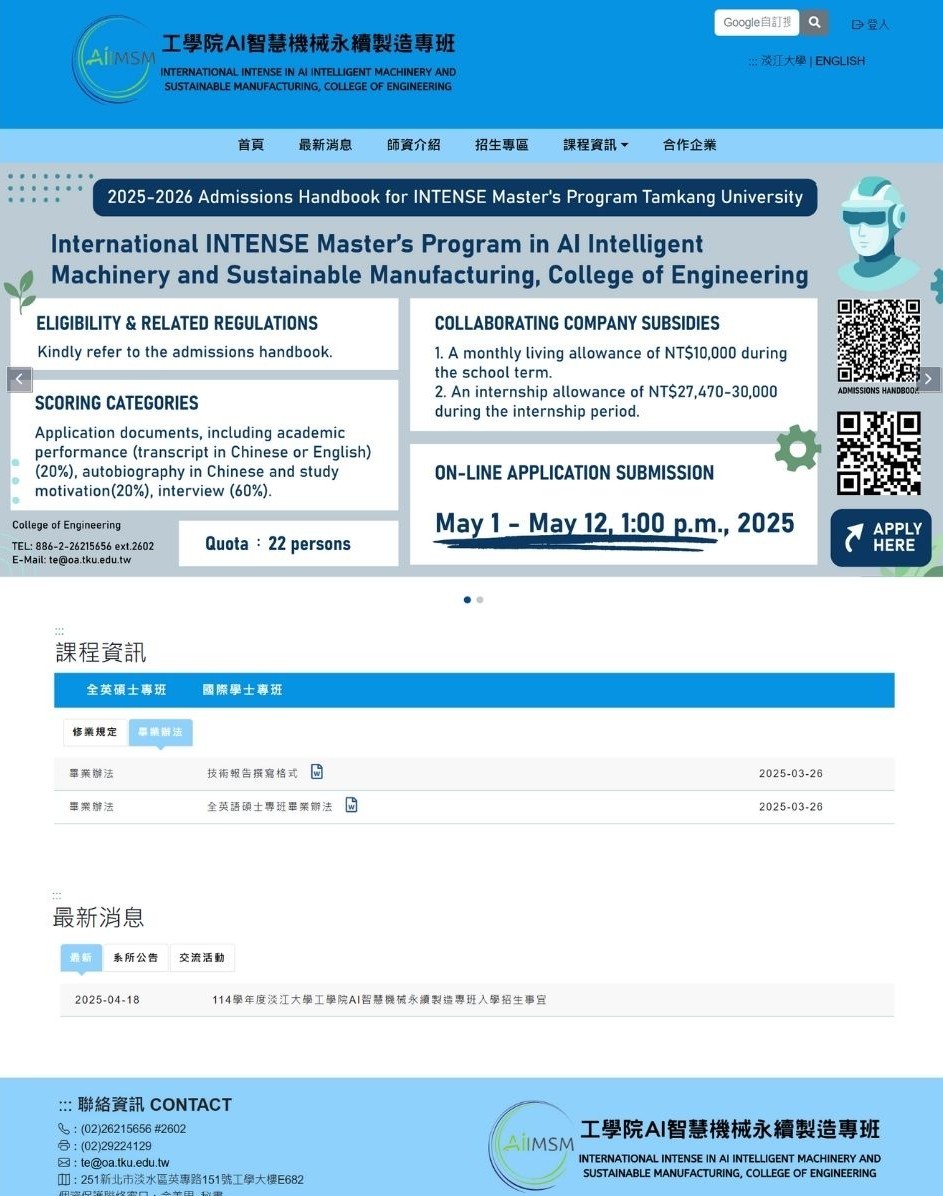 AiIMSM
工學院AI智慧機械永續製造專班
INTERNATIONAL INTENSE IN AI INTELLIGENT MACHINERY AND
SUSTAINABLE MANUFACTURING, COLLEGE OF ENGINEERING
Google自訂搜
登入
::: 淡江大學 | ENGLISH
首頁 最新消息 師資介紹 招生專區 課程資訊 合作企業
2025-2026 Admissions Handbook for INTENSE Master's Program Tamkang University
International INTENSE Master's Program in AI Intelligent
Machinery and Sustainable Manufacturing, College of Engineering
ELIGIBILITY & RELATED REGULATIONS
Kindly refer to the admissions handbook.
SCORING CATEGORIES
Application documents, including academic
performance (transcript in Chinese or English)
(20%), autobiography in Chinese and study
motivation(20%), interview (60%).
College of Engineering
TEL: 886-2-26215656 ext.2602
E-Mail: te@oa.tku.edu.tw
Quota：22 persons
COLLABORATING COMPANY SUBSIDIES
1. A monthly living allowance of NT$10,000 during
the school term.
2. An internship allowance of NT$27,470-30,000
during the internship period.
ON-LINE APPLICATION SUBMISSION
May 1 – May 12, 1:00 p.m., 2025
ADMISSIONS HANDBOOK
APPLY
HERE
:::
課程資訊
全英碩士專班 國際學士專班
修業規定 畢業辦法
畢業辦法 技術報告撰寫格式 2025-03-26
畢業辦法 全英語碩士專班畢業辦法 2025-03-26
:::
最新消息
最新 系所公告 交流活動
2025-04-18 114學年度淡江大學工學院AI智慧機械永續製造專班入學招生事宜
::: 聯絡資訊 CONTACT
: (02)26215656 #2602
: (02)29224129
: te@oa.tku.edu.tw
: 251新北市淡水區英專路151號工學大樓E682
AiIMSM
工學院AI智慧機械永續製造專班
INTERNATIONAL INTENSE IN AI INTELLIGENT MACHINERY AND
SUSTAINABLE MANUFACTURING, COLLEGE OF ENGINEERING